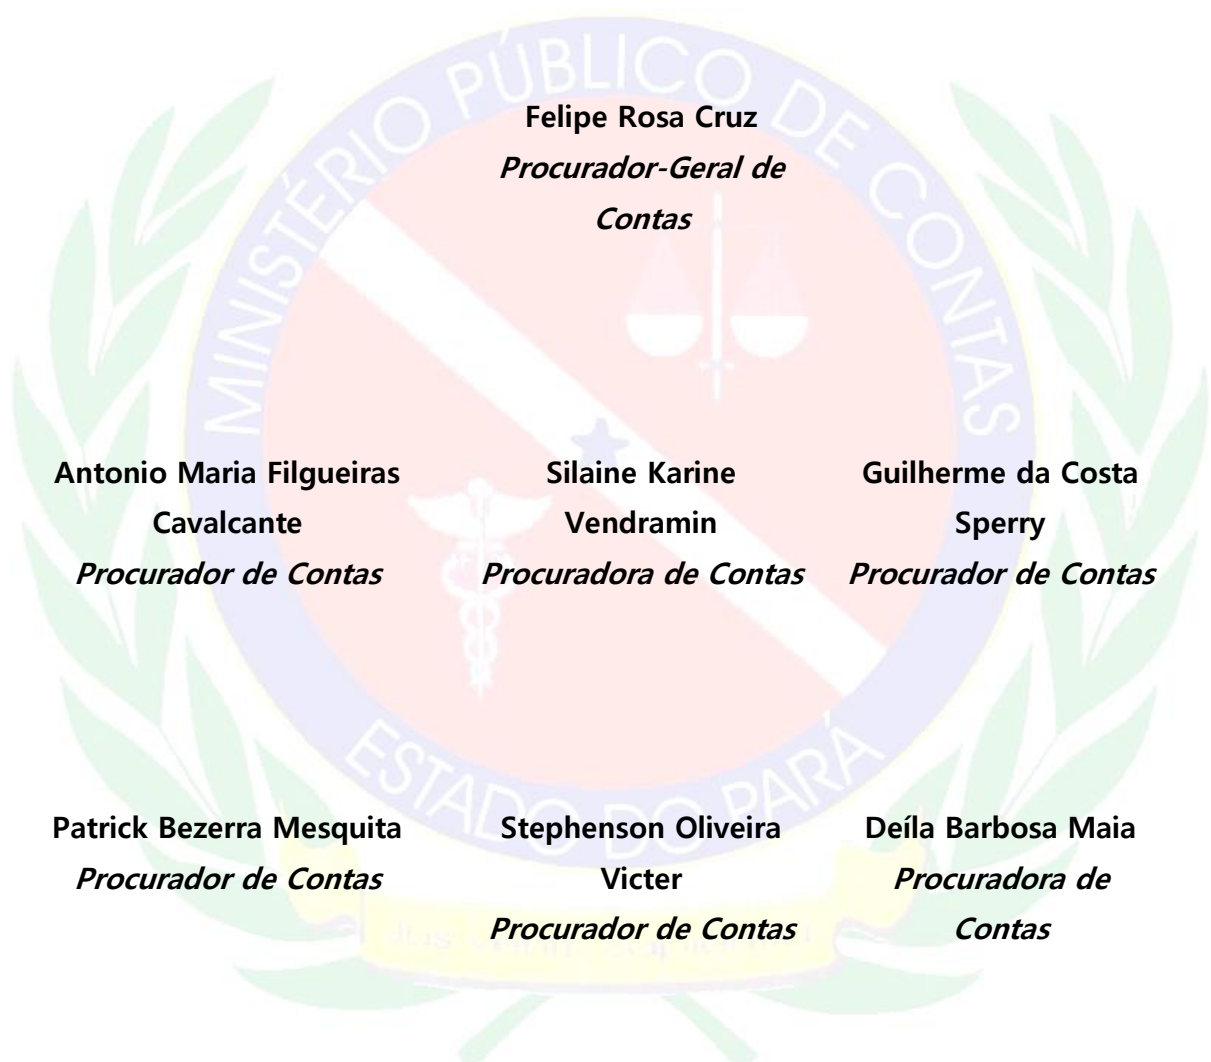 MINISTÉRIO PÚBLICO DE CONTAS
Felipe Rosa Cruz
Procurador-Geral de
Contas
Antonio Maria Filgueiras
Cavalcante
Procurador de Contas
Silaine Karine
Vendramin
Procuradora de Contas
Guilherme da Costa
Sperry
Procurador de Contas
ESTADO DO PARÁ
Patrick Bezerra Mesquita
Procurador de Contas
Stephenson Oliveira
Victer
Procurador de Contas
Deíla Barbosa Maia
Procuradora de
Contas